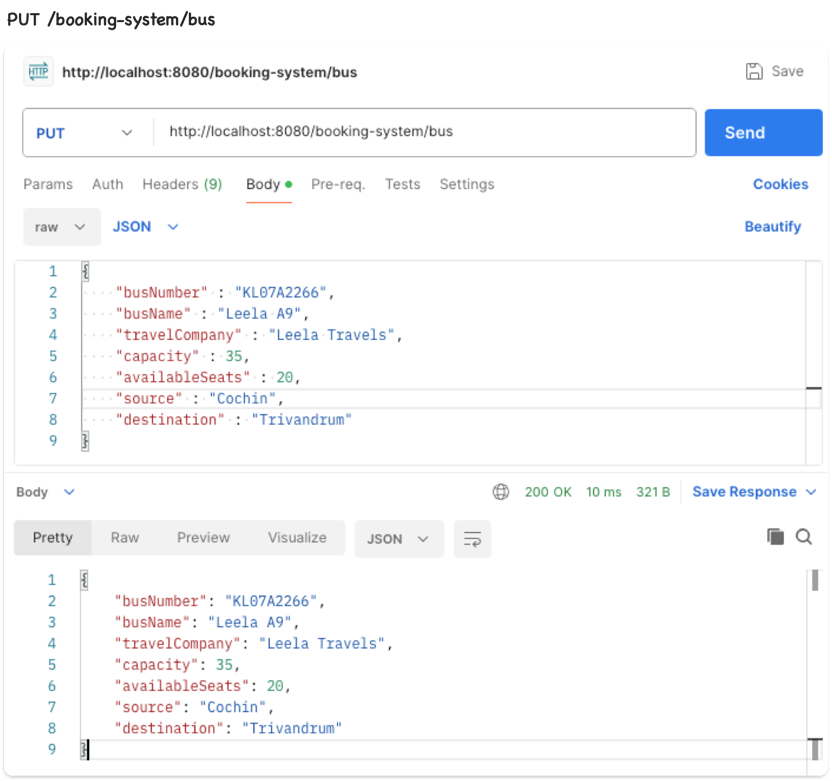 PUT /booking-system/bus
HTTP http://localhost:8080/booking-system/bus Save
PUT http://localhost:8080/booking-system/bus Send
Params Auth Headers (9) Body Pre-req. Tests Settings Cookies
raw JSON Beautify
1 {
2 "busNumber" : "KL07A2266",
3 "busName" : "Leela A9",
4 "travelCompany" : "Leela Travels",
5 "capacity" : 35,
6 "availableSeats" : 20,
7 "source" : "Cochin",
8 "destination" : "Trivandrum"
9 }
Body 200 OK 10 ms 321 B Save Response
Pretty Raw Preview Visualize JSON
1 {
2 "busNumber": "KL07A2266",
3 "busName": "Leela A9",
4 "travelCompany": "Leela Travels",
5 "capacity": 35,
6 "availableSeats": 20,
7 "source": "Cochin",
8 "destination": "Trivandrum"
9 }